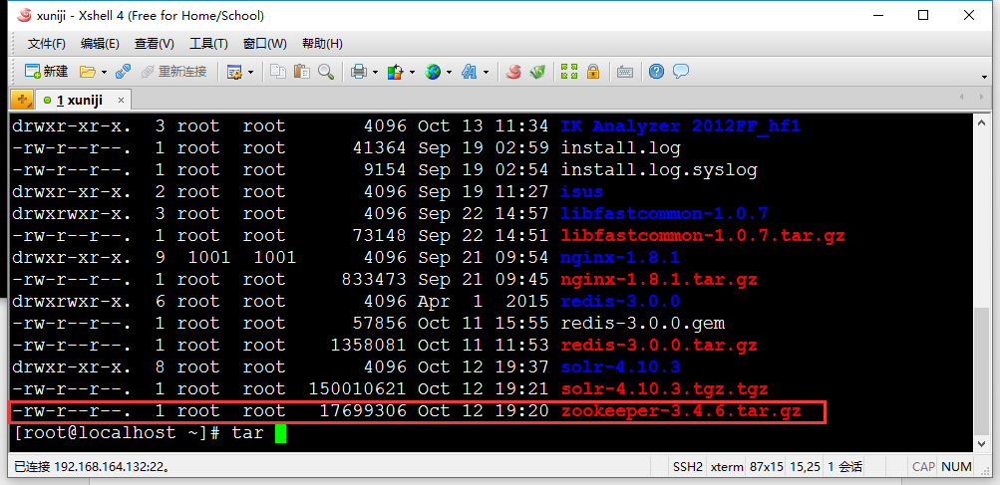 xuniji - Xshell 4 (Free for Home/School)
文件(F) 编辑(E) 查看(V) 工具(T) 窗口(W) 帮助(H)
新建 重新连接
1 xuniji ×
drwxr-xr-x. 3 root root 4096 Oct 13 11:34 IK Analyzer 2012FF_hf1
-rw-r--r--. 1 root root 41364 Sep 19 02:59 install.log
-rw-r--r--. 1 root root 9154 Sep 19 02:54 install.log.syslog
drwxr-xr-x. 2 root root 4096 Sep 19 11:27 isus
drwxrwxr-x. 3 root root 4096 Sep 22 14:57 libfastcommon-1.0.7
-rw-r--r--. 1 root root 73148 Sep 22 14:51 libfastcommon-1.0.7.tar.gz
drwxr-xr-x. 9 1001 1001 4096 Sep 21 09:54 nginx-1.8.1
-rw-r--r--. 1 root root 833473 Sep 21 09:45 nginx-1.8.1.tar.gz
drwxrwxr-x. 6 root root 4096 Apr 1 2015 redis-3.0.0
-rw-r--r--. 1 root root 57856 Oct 11 15:55 redis-3.0.0.gem
-rw-r--r--. 1 root root 1358081 Oct 11 11:53 redis-3.0.0.tar.gz
drwxr-xr-x. 8 root root 4096 Oct 12 19:37 solr-4.10.3
-rw-r--r--. 1 root root 150010621 Oct 12 19:21 solr-4.10.3.tgz.tgz
-rw-r--r--. 1 root root 17699306 Oct 12 19:20 zookeeper-3.4.6.tar.gz
[root@localhost ~]# tar
已连接 192.168.164.132:22。 SSH2 xterm 87x15 15,25 1 会话 CAP NUM